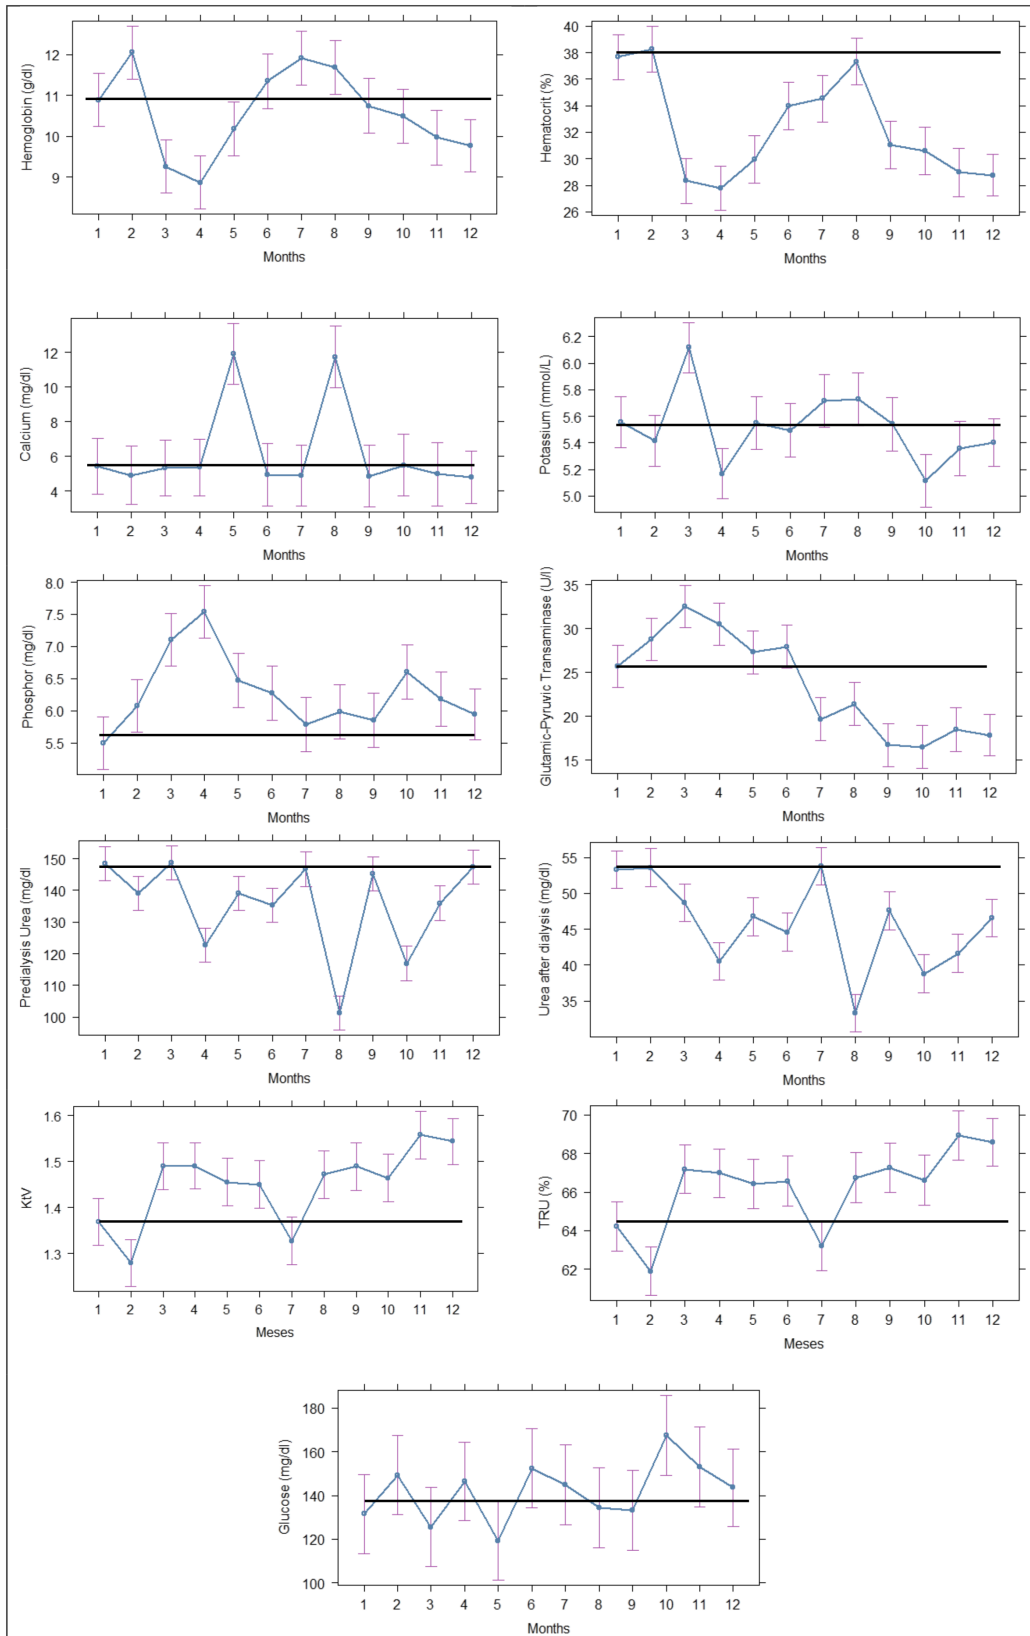 Hemoglobin (g/dl)
12
11
10
9
1 2 3 4 5 6 7 8 9 10 11 12
Months
Hematocrit (%)
40
38
36
34
32
30
28
26
1 2 3 4 5 6 7 8 9 10 11 12
Months
Calcium (mg/dl)
12
10
8
6
4
1 2 3 4 5 6 7 8 9 10 11 12
Months
Potassium (mmol/L)
6.2
6.0
5.8
5.6
5.4
5.2
5.0
1 2 3 4 5 6 7 8 9 10 11 12
Months
Phosphor (mg/dl)
8.0
7.5
7.0
6.5
6.0
5.5
1 2 3 4 5 6 7 8 9 10 11 12
Months
Glutamic-Pyruvic Transaminase (U/l)
35
30
25
20
15
1 2 3 4 5 6 7 8 9 10 11 12
Months
Predialysis Urea (mg/dl
150
140
130
120
110
100
1 2 3 4 5 6 7 8 9 10 11 12
Months
Urea after dialysis (mg/dl)
55
50
45
40
35
1 2 3 4 5 6 7 8 9 10 11 12
Months
KtV
1.6
1.5
1.4
1.3
1 2 3 4 5 6 7 8 9 10 11 12
Meses
TRU (%)
70
68
66
64
62
1 2 3 4 5 6 7 8 9 10 11 12
Meses
Glucose (mg/dl)
180
160
140
120
100
1 2 3 4 5 6 7 8 9 10 11 12
Months